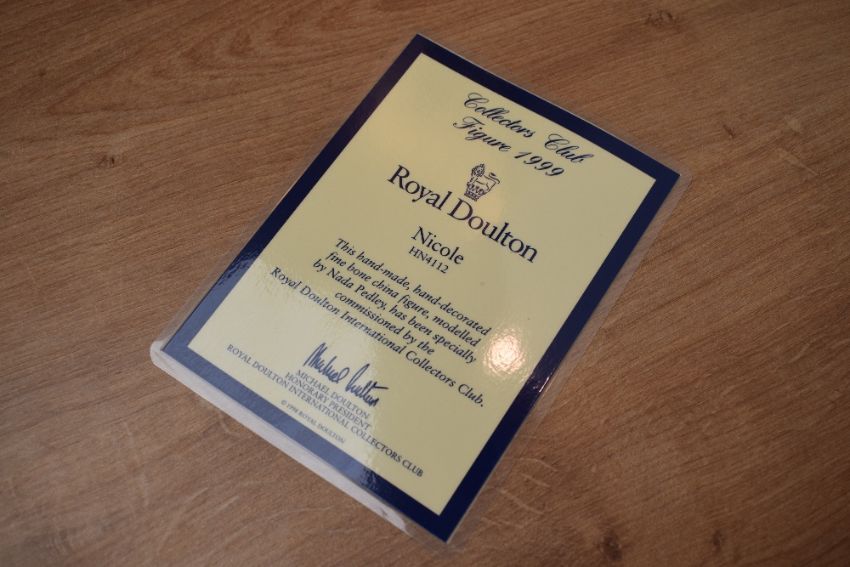 Collectors Club
Figure 1999
Royal Doulton
Nicole
HN4112
This hand-made, hand-decorated
fine bone china figure, modelled
by Nada Pedley, has been specially
commissioned by the
Royal Doulton International Collectors Club.
Michael Doulton
MICHAEL DOULTON
HONORARY PRESIDENT
ROYAL DOULTON INTERNATIONAL COLLECTORS CLUB
© 1998 ROYAL DOULTON